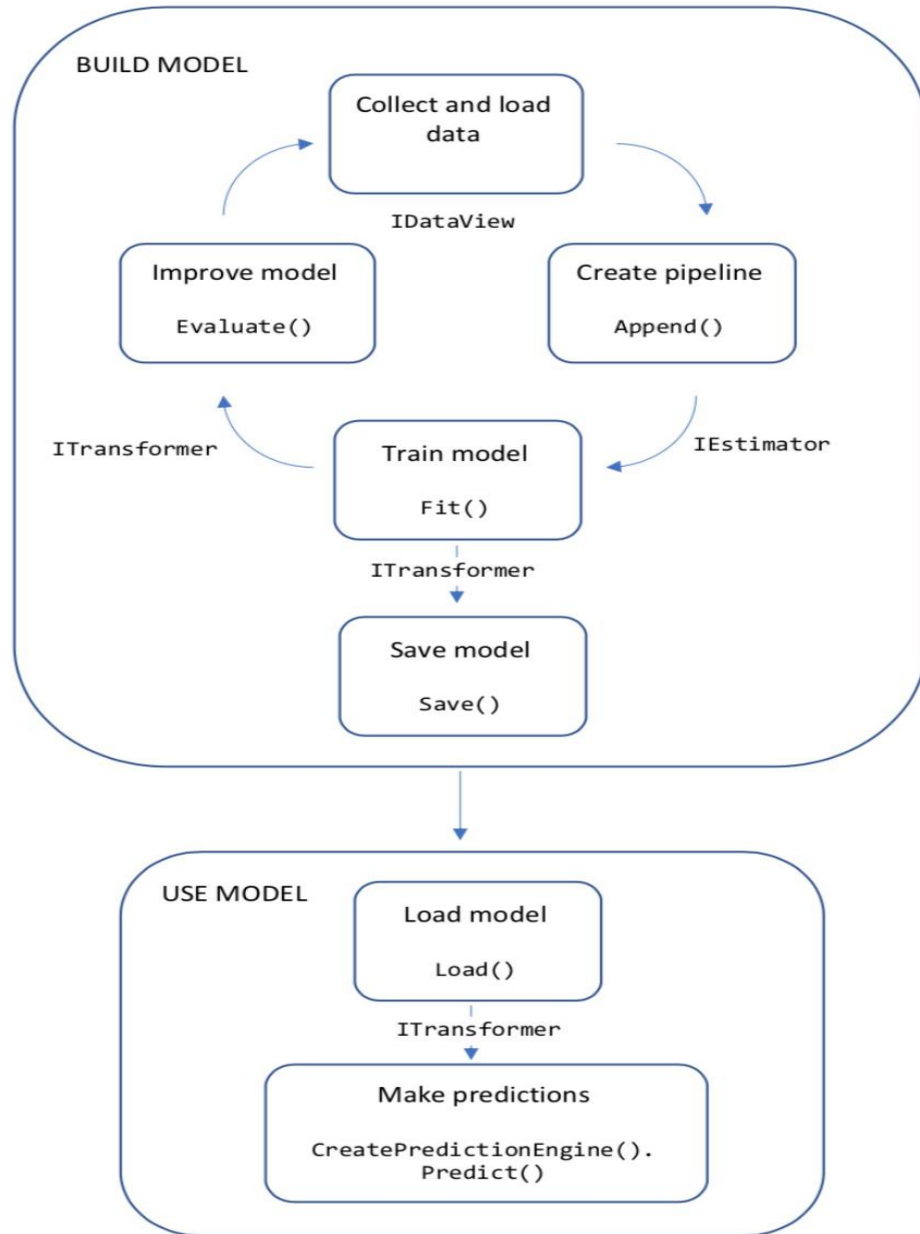 BUILD MODEL
Collect and load
data
IDataView
Improve model
Evaluate()
Create pipeline
Append()
ITransformer
IEstimator
Train model
Fit()
ITransformer
Save model
Save()
USE MODEL
Load model
Load()
ITransformer
Make predictions
CreatePredictionEngine().
Predict()